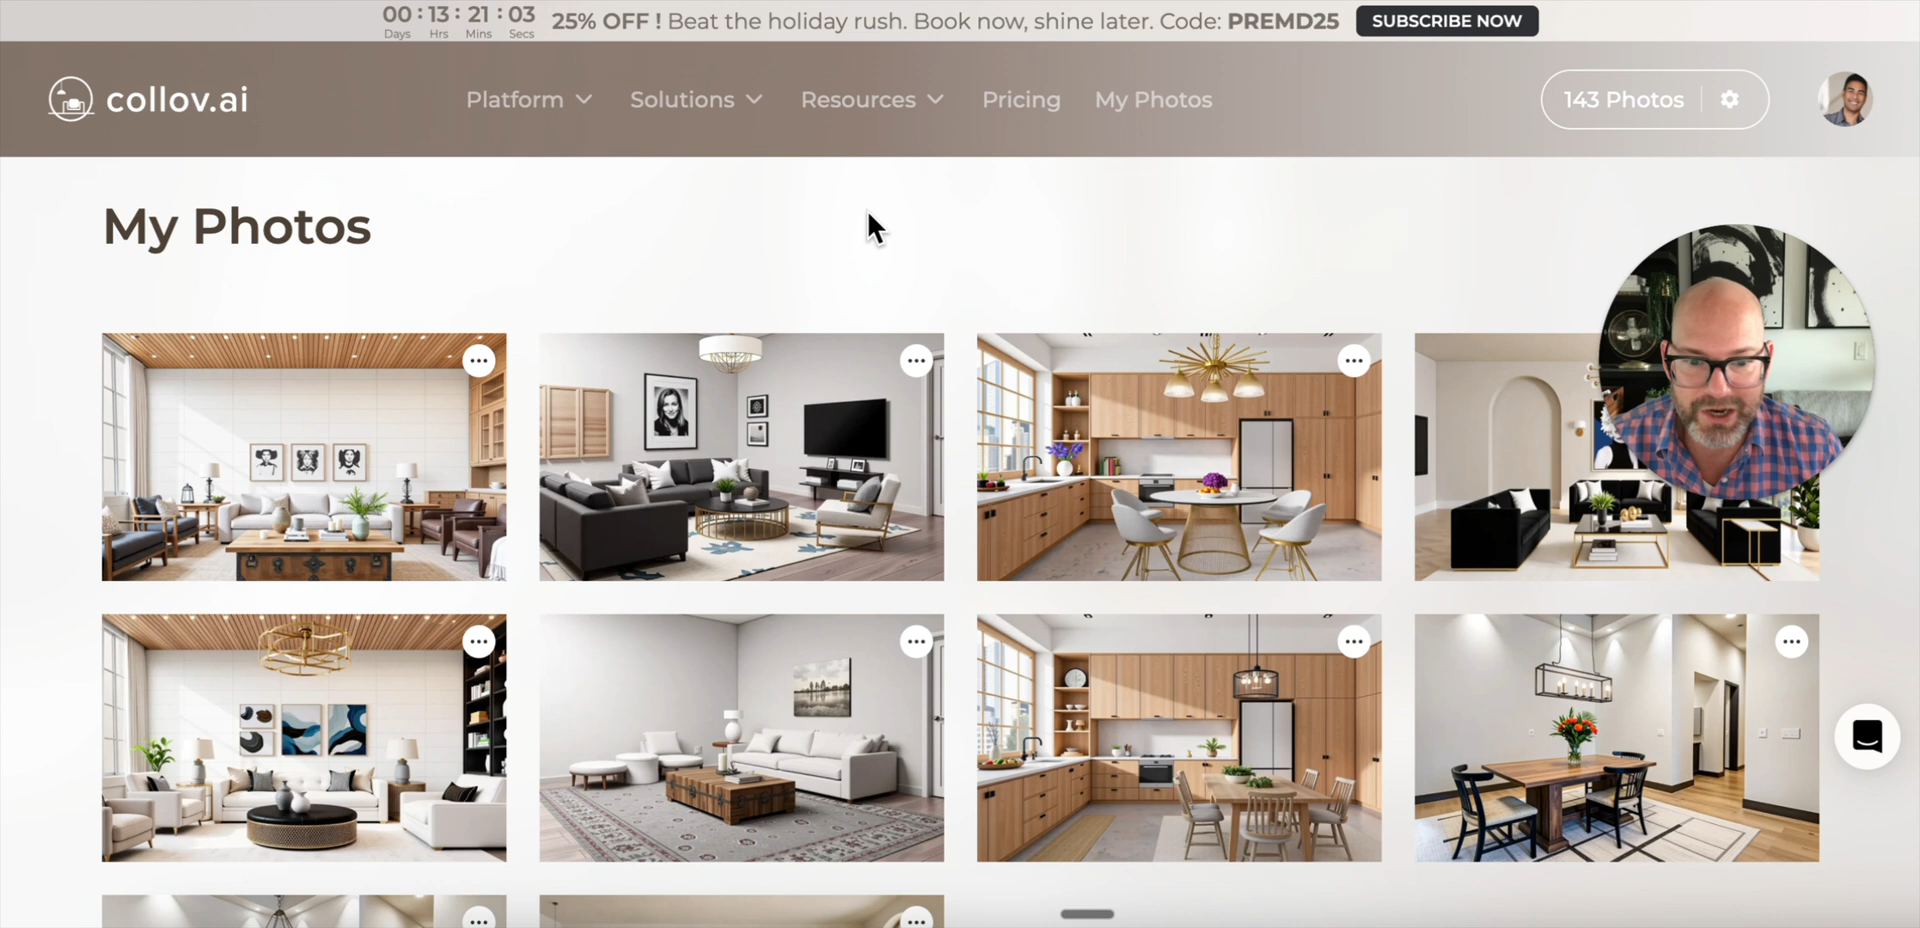 00 : 13 : 21 : 03
Days Hrs Mins Secs
25% OFF ! Beat the holiday rush. Book now, shine later. Code: PREMD25
SUBSCRIBE NOW
collov.ai
Platform
Solutions
Resources
Pricing
My Photos
143 Photos
My Photos